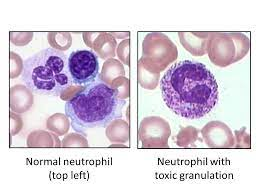 Normal neutrophil
(top left)
Neutrophil with
toxic granulation